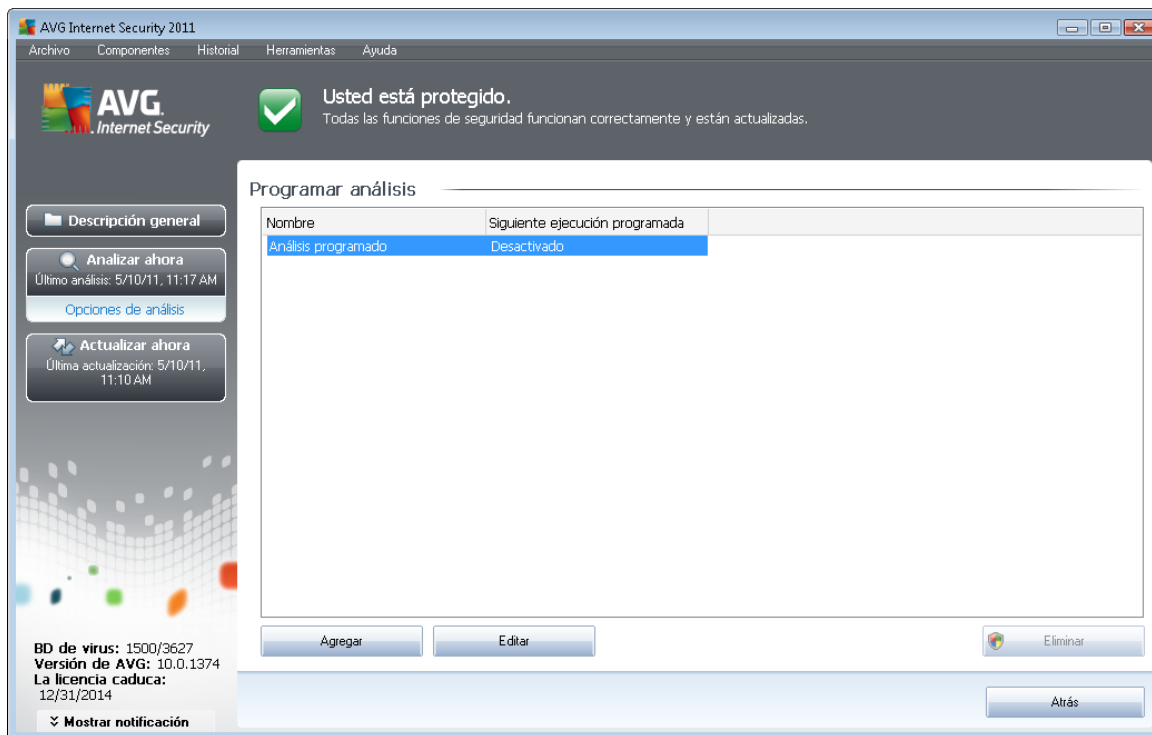 AVG Internet Security 2011
Archivo Componentes Historial Herramientas Ayuda
AVG.
Internet Security
Usted está protegido.
Todas las funciones de seguridad funcionan correctamente y están actualizadas.
Descripción general
Analizar ahora
Último análisis: 5/10/11, 11:17 AM
Opciones de análisis
Actualizar ahora
Última actualización: 5/10/11,
11:10 AM
BD de virus: 1500/3627
Versión de AVG: 10.0.1374
La licencia caduca:
12/31/2014
Mostrar notificación
Programar análisis
Nombre Siguiente ejecución programada
Análisis programado Desactivado
Agregar Editar Eliminar
Atrás